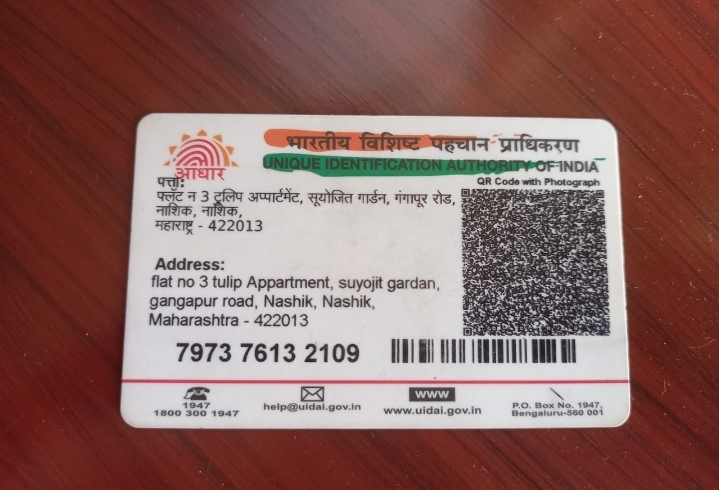 भारतीय विशिष्ट पहचान प्राधिकरण
UNIQUE IDENTIFICATION AUTHORITY OF INDIA
आधार
QR Code with Photograph
पत्ता:
फ्लॅट न 3 टुलिप अप्पार्टमेंट, सूयोजित गार्डन, गंगापूर रोड,
नाशिक, नाशिक,
महाराष्ट्र - 422013
Address:
flat no 3 tulip Appartment, suyojit gardan,
gangapur road, Nashik, Nashik,
Maharashtra - 422013
7973 7613 2109
1947
1800 300 1947
help@uidai.gov.in
www
www.uidai.gov.in
P.O. Box No. 1947,
Bengaluru-560 001